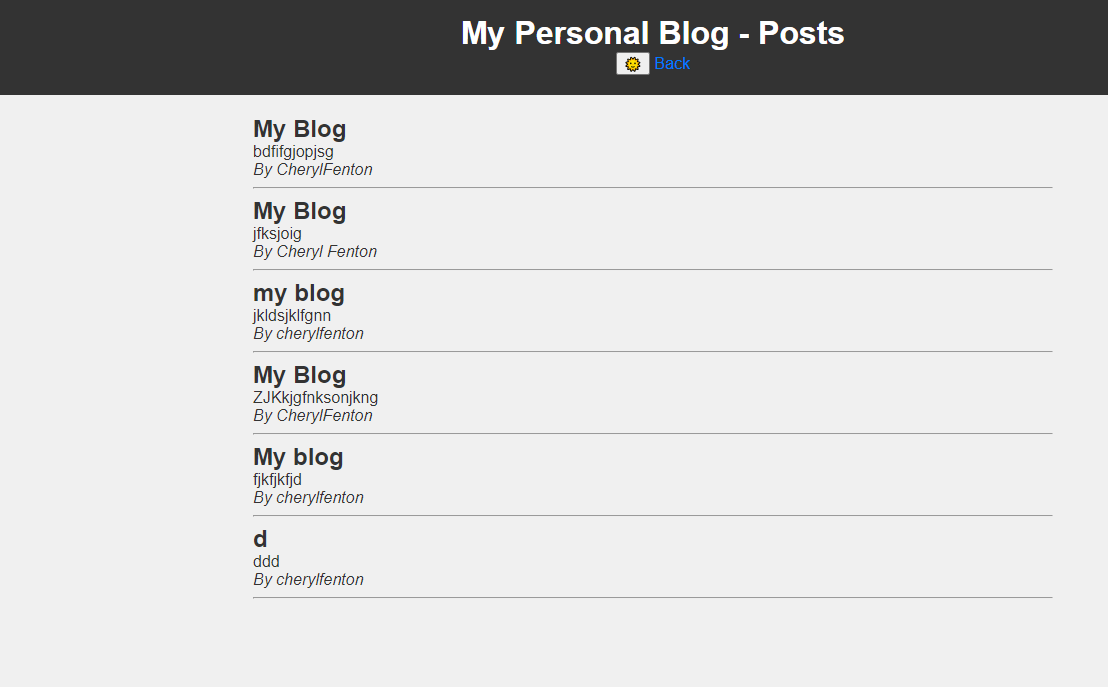 My Personal Blog - Posts
🌞 Back
My Blog
bdfifgjopjsg
By CherylFenton
My Blog
jfksjoig
By Cheryl Fenton
my blog
jkldsjklfgnn
By cherylfenton
My Blog
ZJKkjgfnksonjkng
By CherylFenton
My blog
fjkfjkfjd
By cherylfenton
d
ddd
By cherylfenton